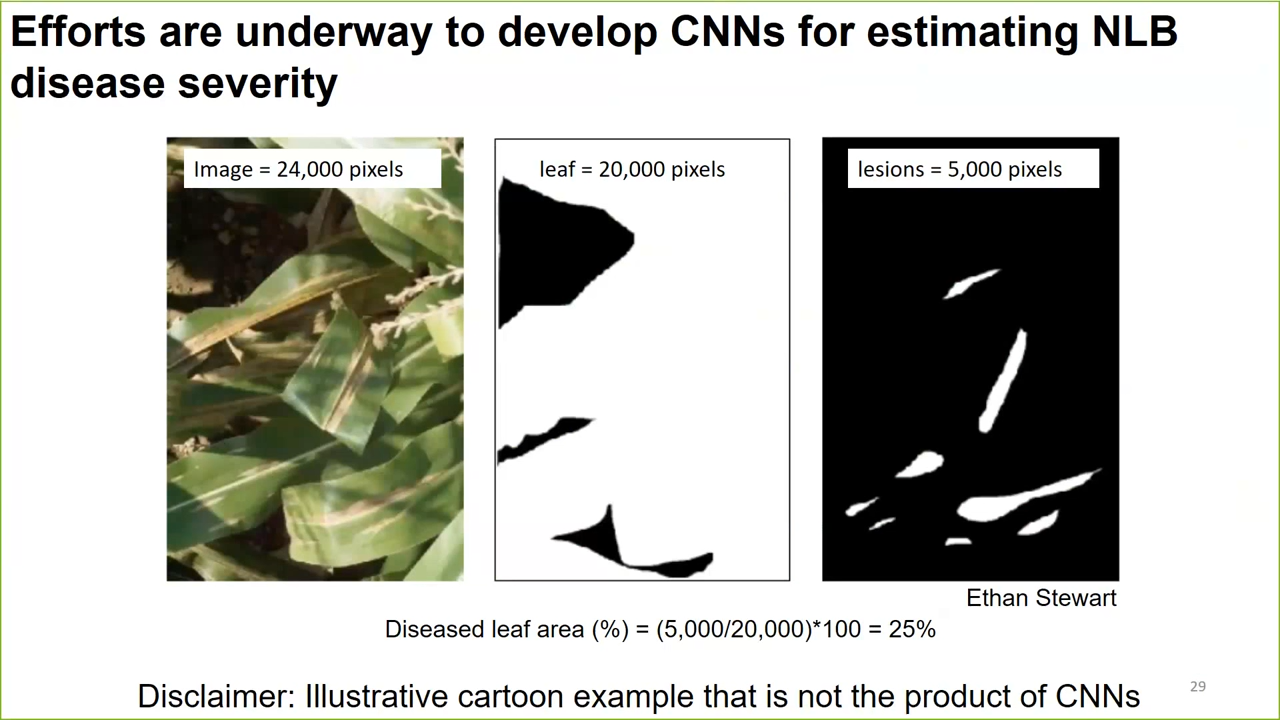 Efforts are underway to develop CNNs for estimating NLB
disease severity
Image = 24,000 pixels
leaf = 20,000 pixels
lesions = 5,000 pixels
Ethan Stewart
Diseased leaf area (%) = (5,000/20,000)*100 = 25%
Disclaimer: Illustrative cartoon example that is not the product of CNNs
29